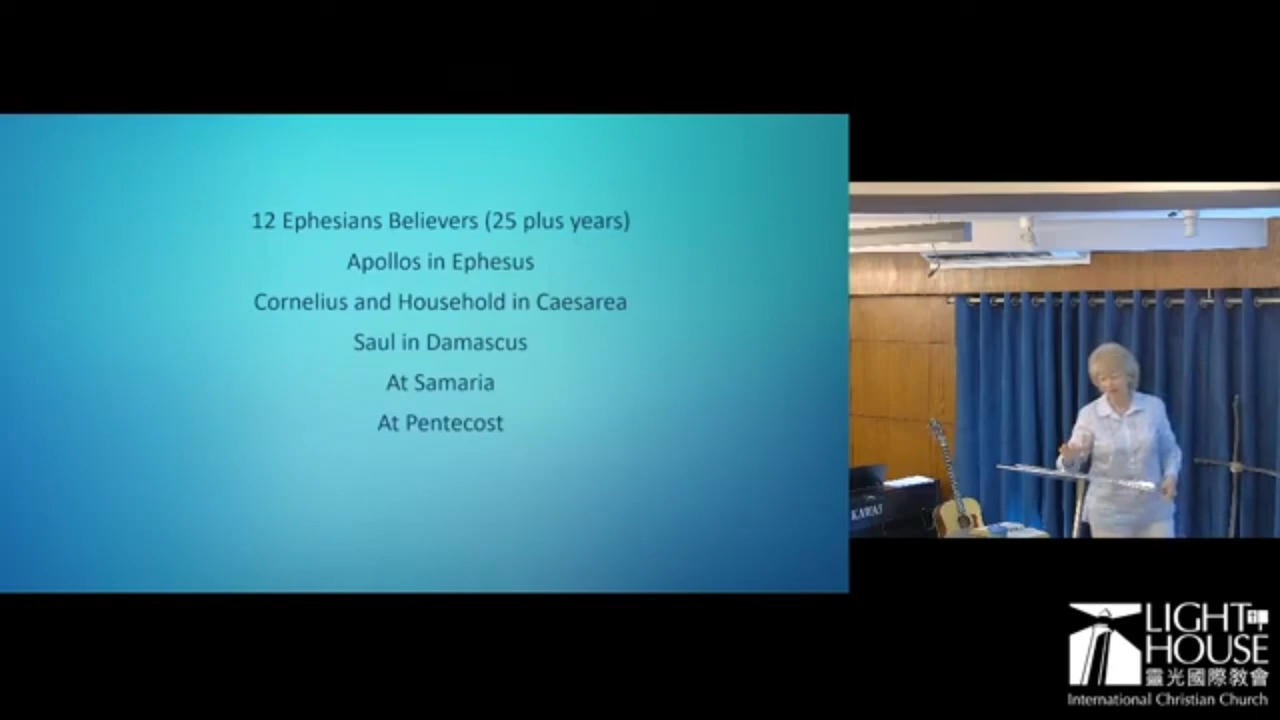 12 Ephesians Believers (25 plus years)
Apollos in Ephesus
Cornelius and Household in Caesarea
Saul in Damascus
At Samaria
At Pentecost
KAWAI
LIGHT
HOUSE
靈光國際教會
International Christian Church